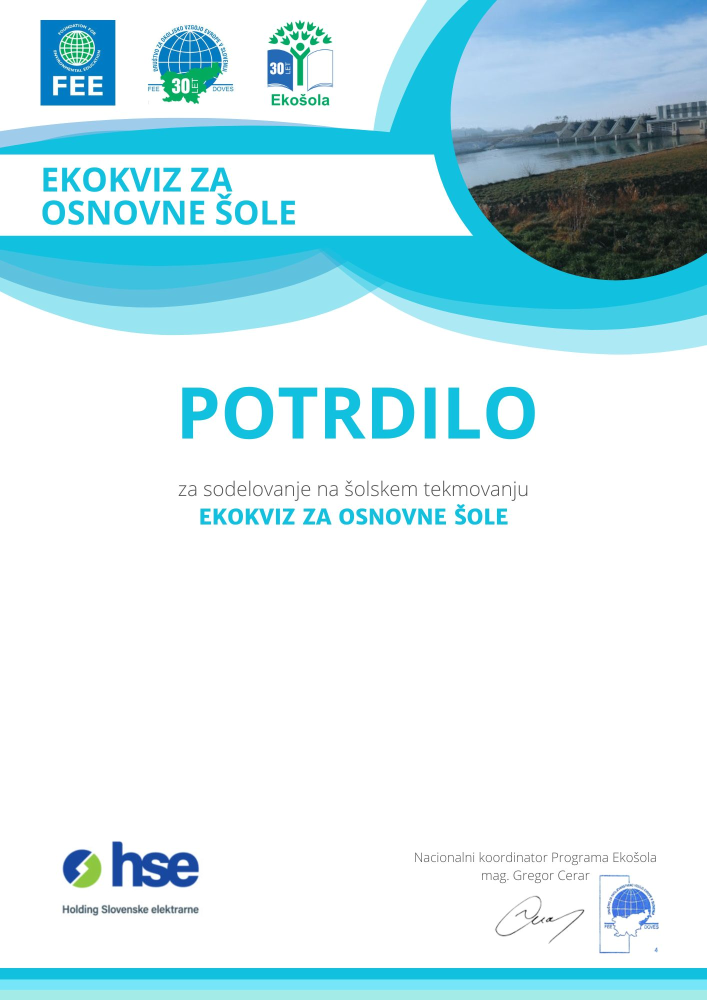 FOUNDATION FOR
ENVIRONMENTAL EDUCATION
FEE
DRUŠTVO ZA OKOLJSKO VZGOJO EVROPE V SLOVENIJI
30 LET
FEE DOVES
30 LET
Ekošola
EKOKVIZ ZA
OSNOVNE ŠOLE
POTRDILO
za sodelovanje na šolskem tekmovanju
EKOKVIZ ZA OSNOVNE ŠOLE
hse
Holding Slovenske elektrarne
Nacionalni koordinator Programa Ekošola
mag. Gregor Cerar
FEE DOVES
4